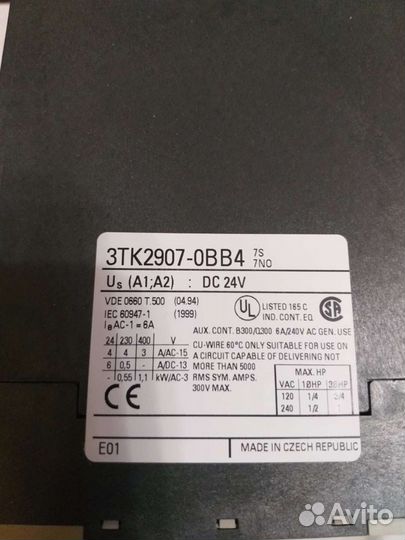 3TK2907-0BB4 7S
7NO
Us (A1;A2) : DC 24V
VDE 0660 T.500 (04.94)
IEC 60947-1 (1999)
Ie AC-1 = 6A
24 230 400 V
4 4 3 A/AC-15
6 0,5 - A/DC-13
- 0,55 1,1 kW/AC-3
CE
UL LISTED 165 C
IND. CONT. EQ.
SA
AUX. CONT. B300/Q300 6A/240V AC GEN. USE
CU-WIRE 60°C ONLY SUITABLE FOR USE ON
A CIRCUIT CAPABLE OF DELIVERING NOT
MORE THAN 5000
RMS SYM. AMPS.
300V MAX.
MAX. HP
VAC 1ΦHP 3ΦHP
120 1/4 3/4
240 1/2 1
E01 MADE IN CZECH REPUBLIC
Avito